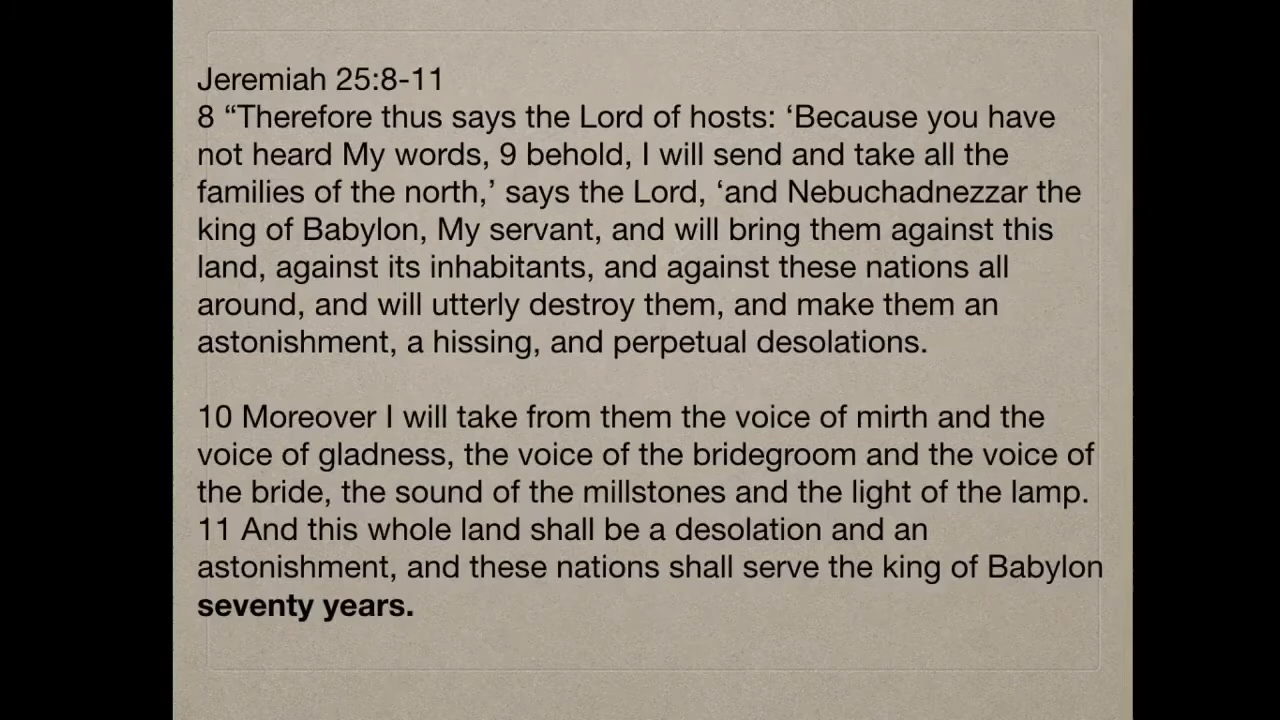 Jeremiah 25:8-11
8 “Therefore thus says the Lord of hosts: ‘Because you have
not heard My words, 9 behold, I will send and take all the
families of the north,’ says the Lord, ‘and Nebuchadnezzar the
king of Babylon, My servant, and will bring them against this
land, against its inhabitants, and against these nations all
around, and will utterly destroy them, and make them an
astonishment, a hissing, and perpetual desolations.
10 Moreover I will take from them the voice of mirth and the
voice of gladness, the voice of the bridegroom and the voice of
the bride, the sound of the millstones and the light of the lamp.
11 And this whole land shall be a desolation and an
astonishment, and these nations shall serve the king of Babylon
seventy years.